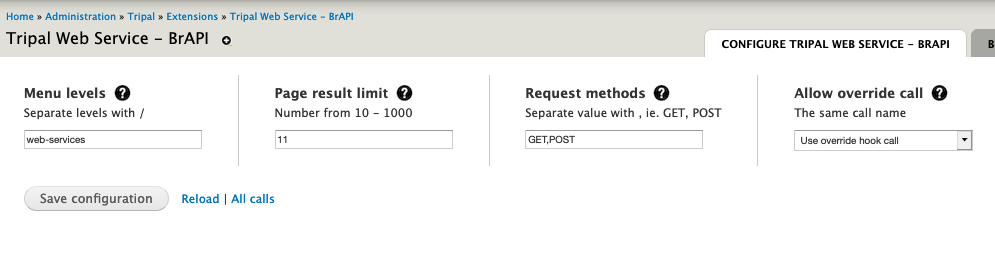 Home » Administration » Tripal » Extensions » Tripal Web Service - BrAPI
Tripal Web Service - BrAPI
CONFIGURE TRIPAL WEB SERVICE - BRAPI
B
Menu levels ?
Separate levels with /
web-services
Page result limit ?
Number from 10 - 1000
11
Request methods ?
Separate value with , ie. GET, POST
GET,POST
Allow override call ?
The same call name
Use override hook call
Save configuration
Reload | All calls